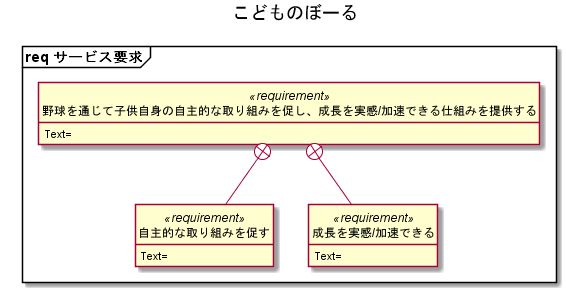 こどものぼーる
req サービス要求
«requirement»
野球を通じて子供自身の自主的な取り組みを促し、成長を実感/加速できる仕組みを提供する
Text=
«requirement»
自主的な取り組みを促す
Text=
«requirement»
成長を実感/加速できる
Text=